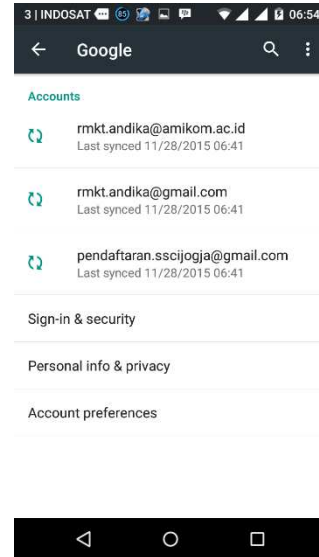 3 | INDOSAT 85 06:54
Google
Accounts
rmkt.andika@amikom.ac.id
Last synced 11/28/2015 06:41
rmkt.andika@gmail.com
Last synced 11/28/2015 06:41
pendaftaran.sscijogja@gmail.com
Last synced 11/28/2015 06:41
Sign-in & security
Personal info & privacy
Account preferences